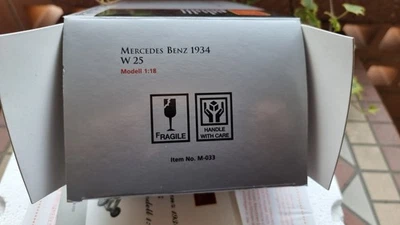 MERCEDES BENZ 1934
W 25
Modell 1:18
FRAGILE
HANDLE
WITH CARE
Item No. M-033